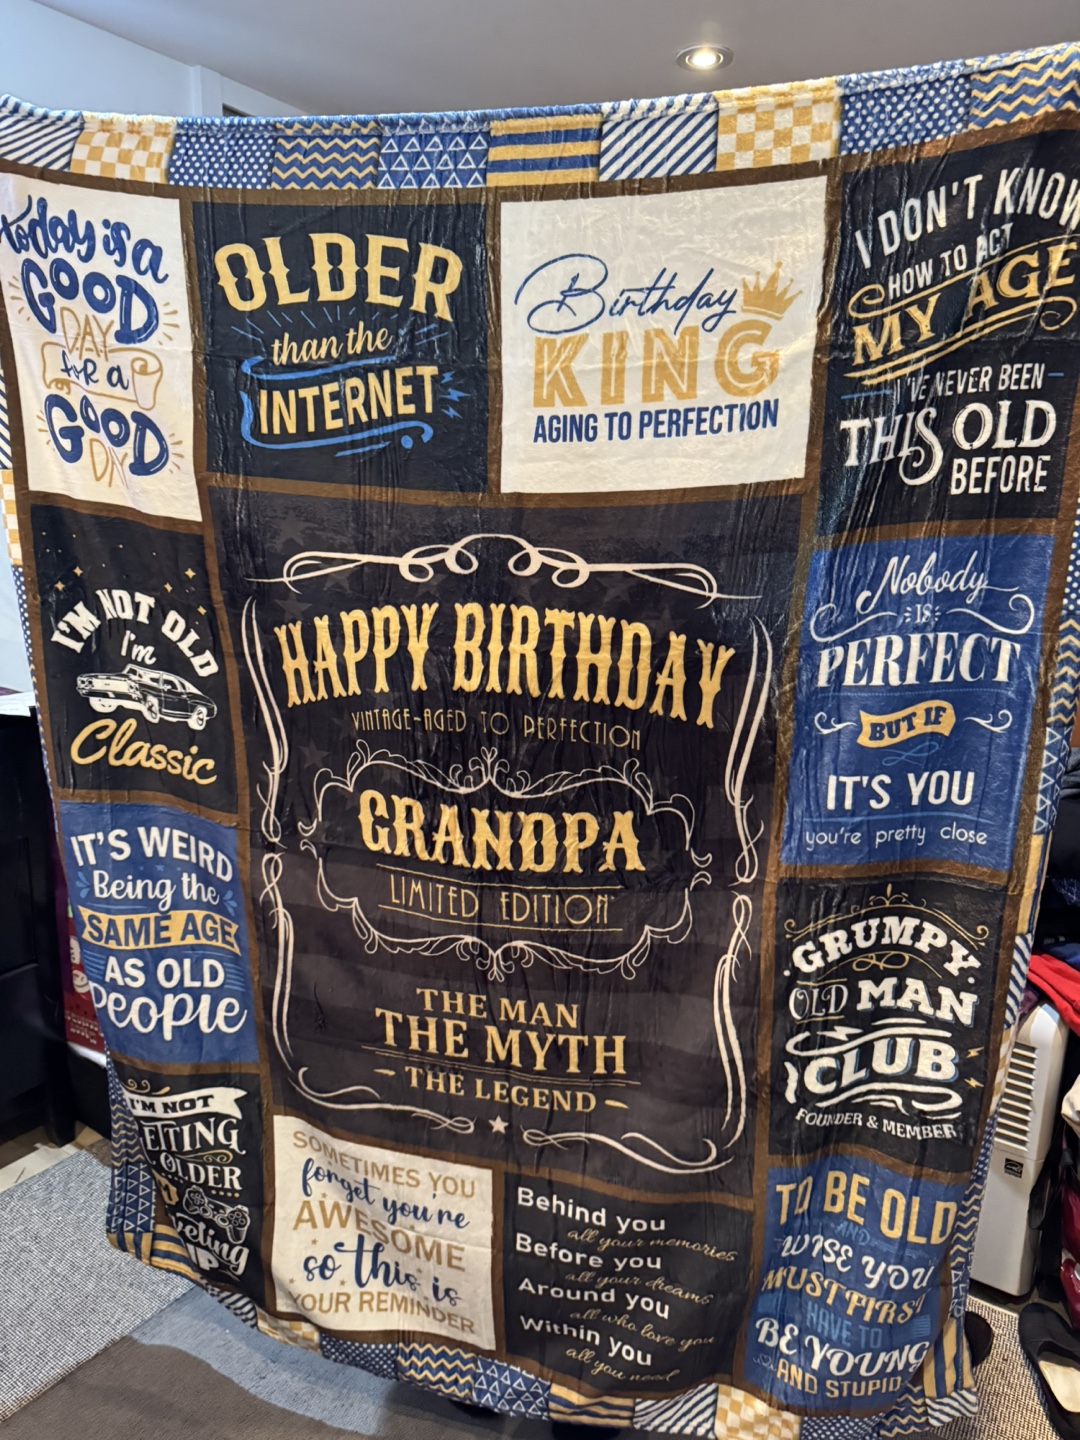 today is a
GOOD
DAY
foR a
GOOD
DAY
OLDER
than the
INTERNET
Birthday
KING
AGING TO PERFECTION
I DON'T KNOW
HOW TO ACT
MY AGE
I'VE NEVER BEEN
THIS OLD
BEFORE
I'M NOT OLD
I'm
Classic
HAPPY BIRTHDAY
VINTAGE-AGED TO PERFECTION
GRANDPA
LIMITED EDITION
THE MAN
THE MYTH
- THE LEGEND -
Nobody
IS
PERFECT
BUT IF
IT'S YOU
you're pretty close
IT'S WEIRD
Being the
SAME AGE
AS OLD
People
GRUMPY
OLD MAN
CLUB
FOUNDER & MEMBER
I'M NOT
ETTING
OLDER
veling
UP
SOMETIMES YOU
forget you're
AWESOME
so this is
YOUR REMINDER
Behind you
all your memories
Before you
all your dreams
Around you
all who love you
Within you
all you need
TO BE OLD
AND
WISE YOU
MUST FIRST
HAVE TO
BE YOUNG
AND STUPID